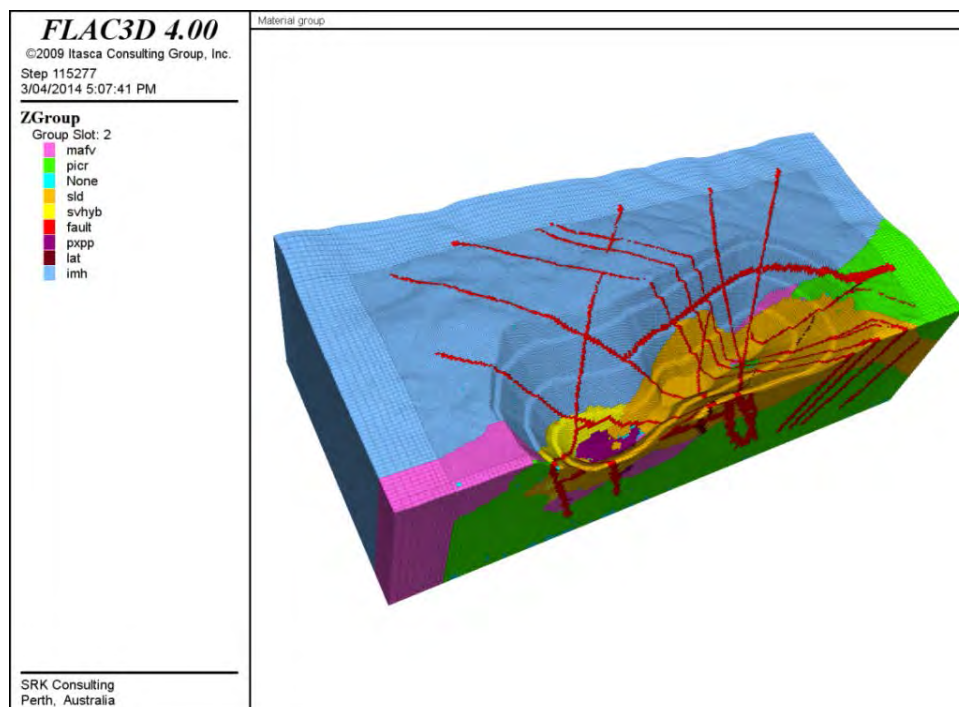 FLAC3D 4.00
©2009 Itasca Consulting Group, Inc.
Step 115277
3/04/2014 5:07:41 PM
ZGroup
Group Slot: 2
mafv
picr
None
sld
svhyb
fault
pxpp
lat
imh
SRK Consulting
Perth, Australia
Material group